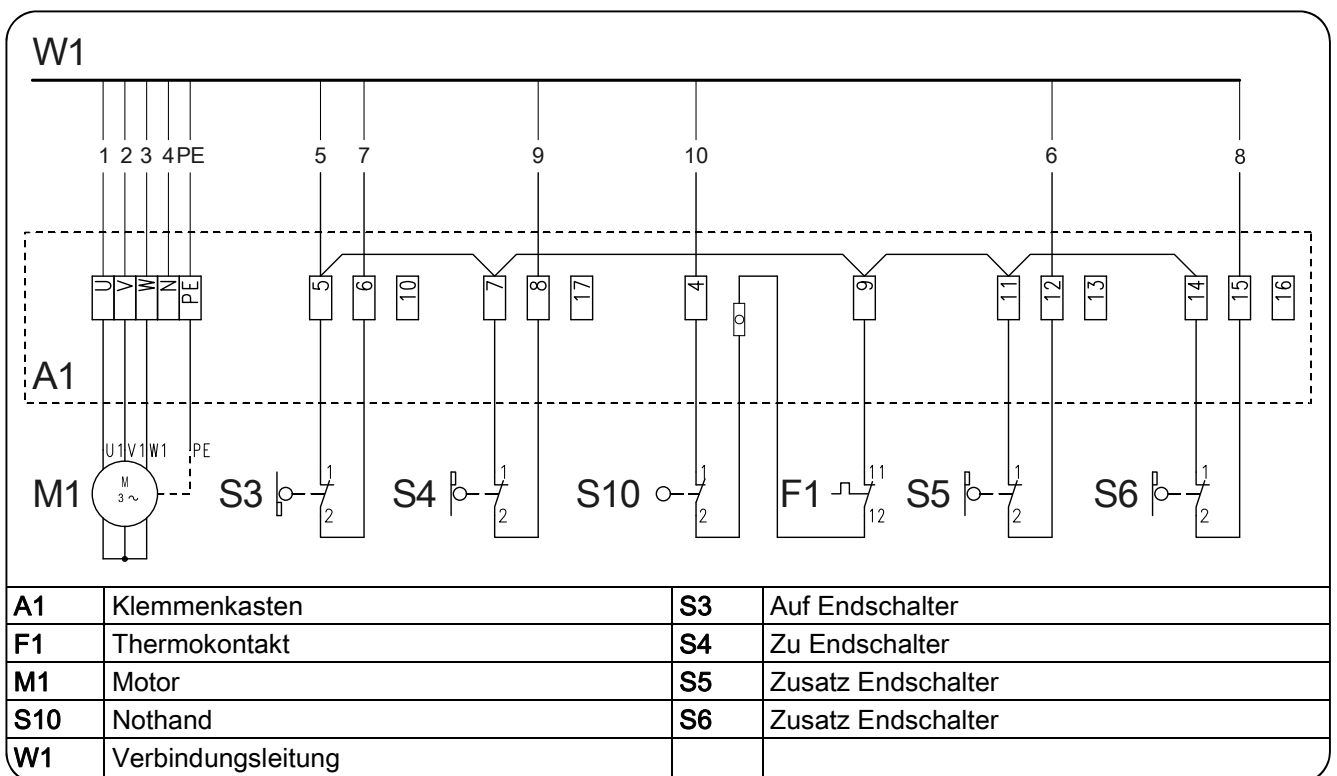 W1
1 2 3 4 PE 5 7 9 10 6 8
U V W N PE 5 6 10 7 8 17 4 9 11 12 13 14 15 16
A1
U1 V1 W1 PE
M1 M 3 ~ S3 1 2 S4 1 2 S10 1 2 F1 11 12 S5 1 2 S6 1 2
A1 Klemmenkasten S3 Auf Endschalter
F1 Thermokontakt S4 Zu Endschalter
M1 Motor S5 Zusatz Endschalter
S10 Nothand S6 Zusatz Endschalter
W1 Verbindungsleitung